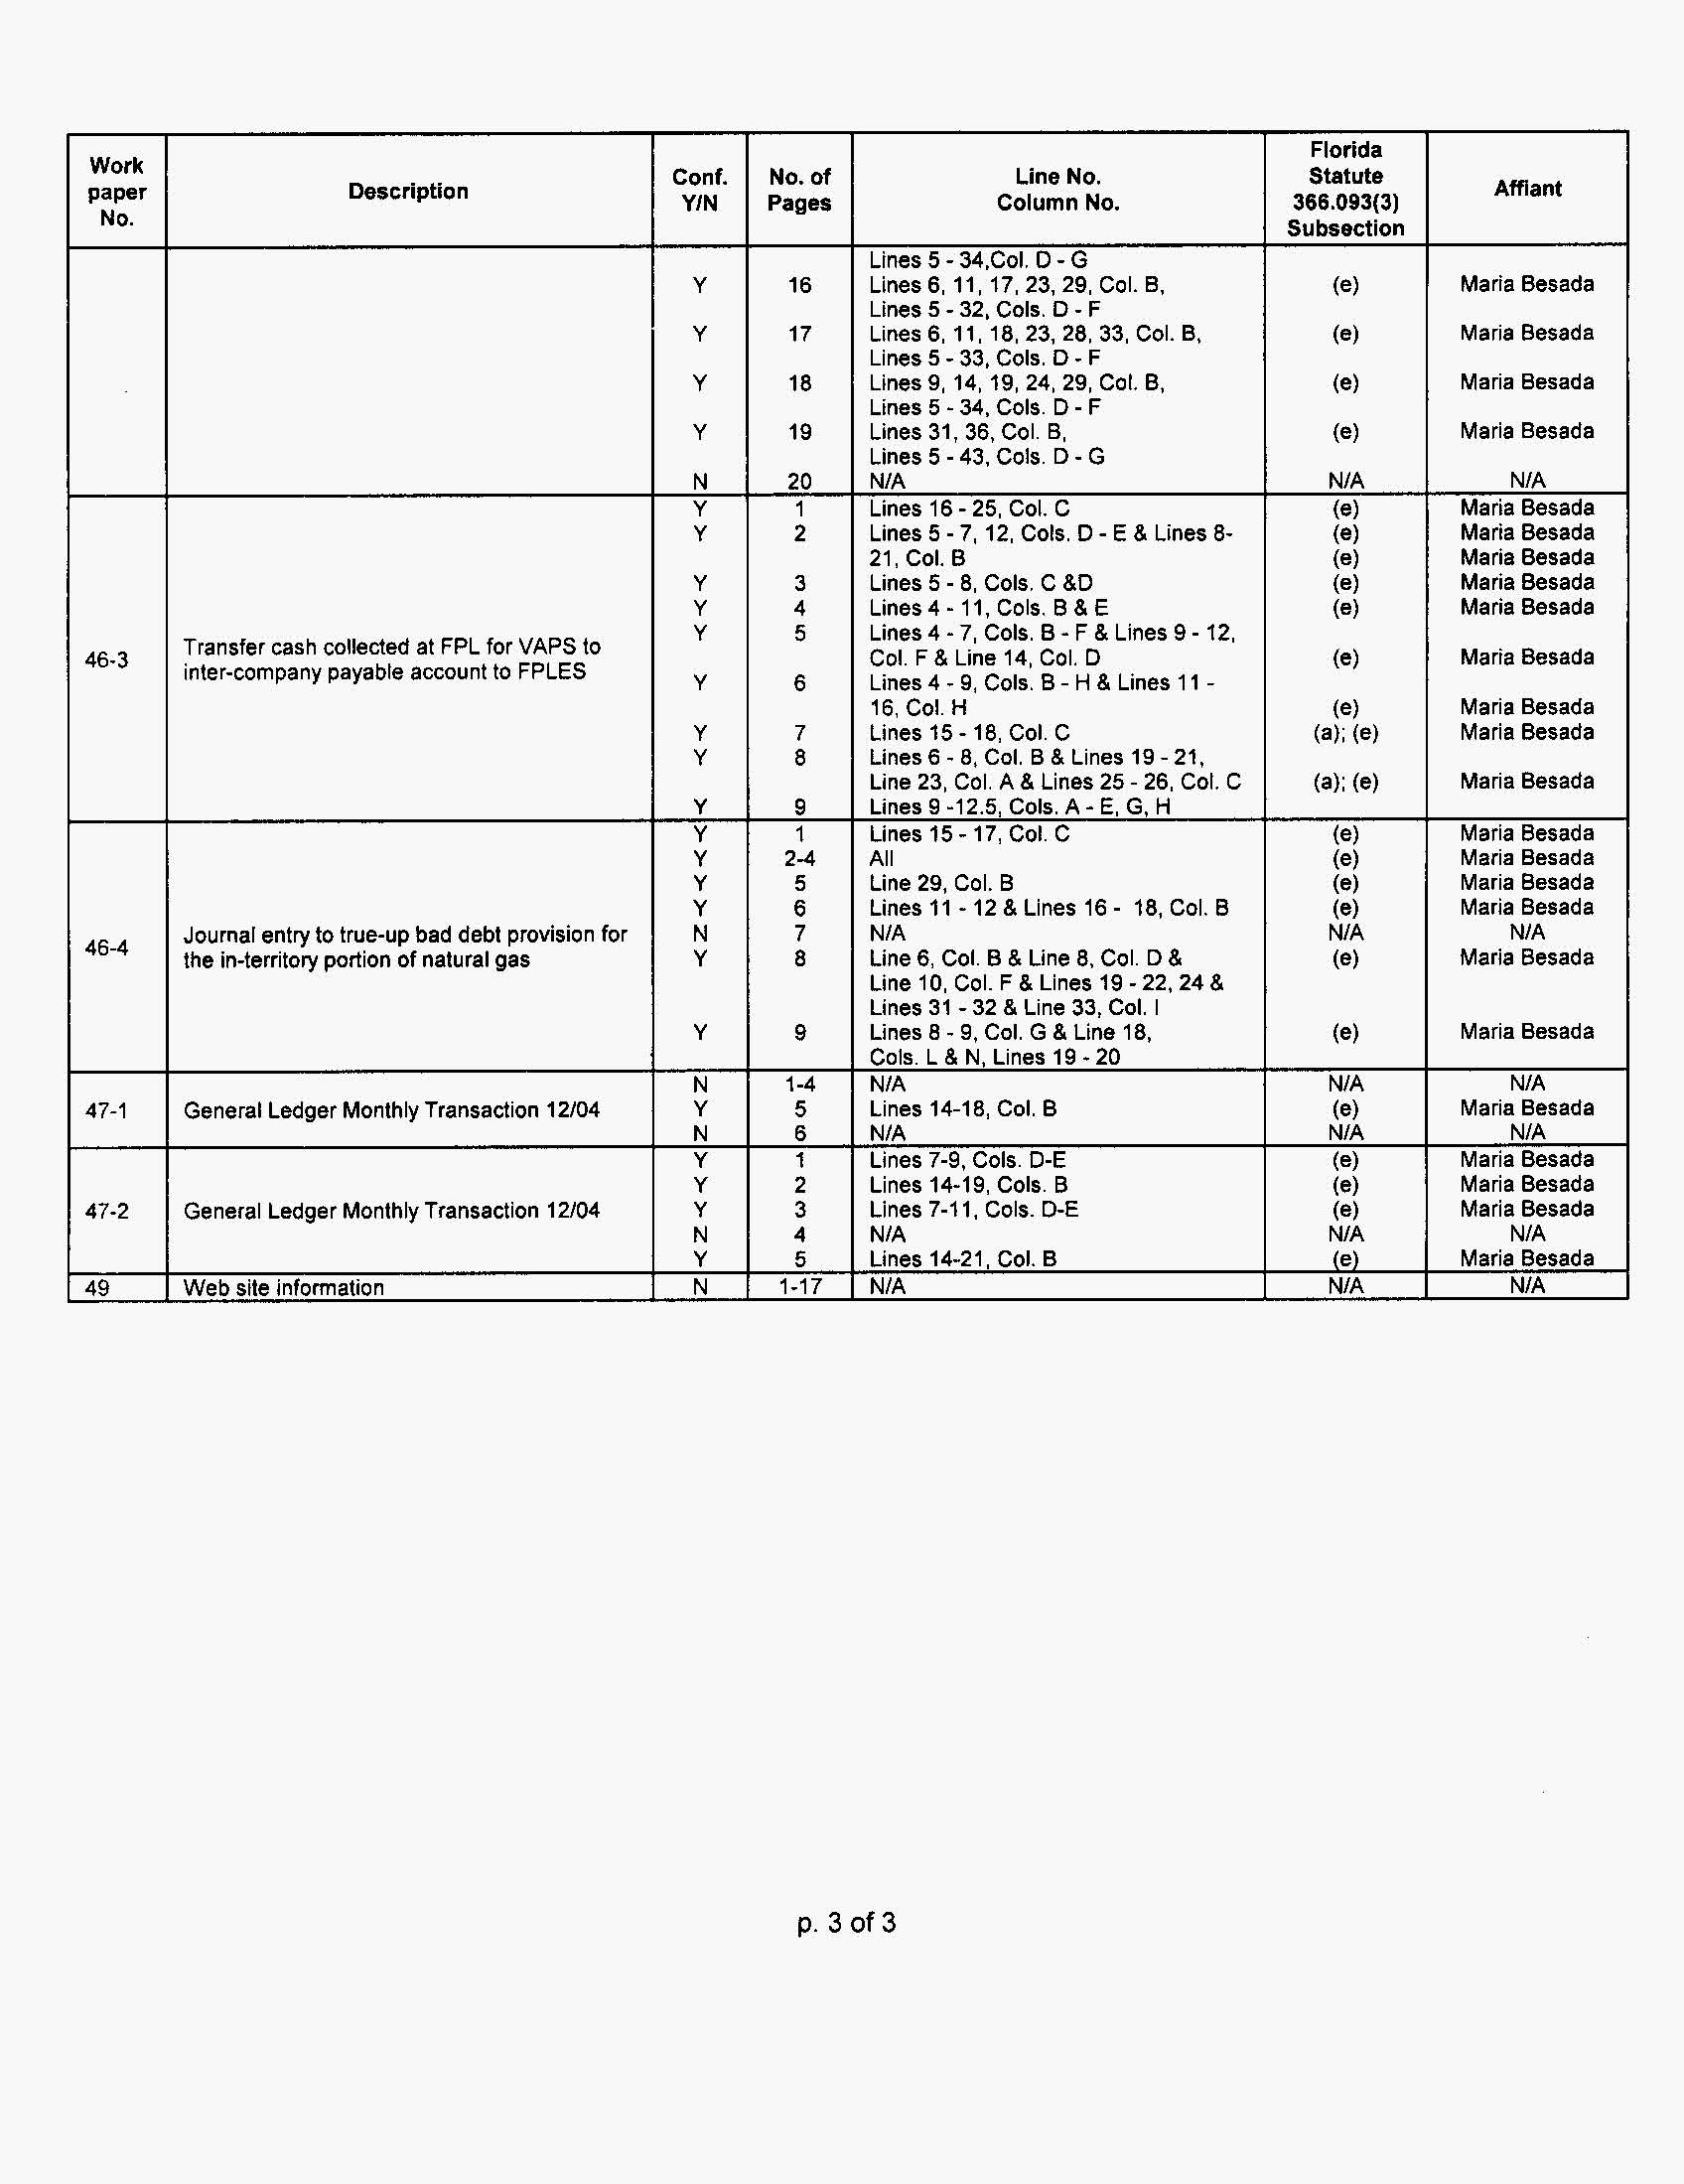 Work paper No. Description Conf. Y/N No. of Pages Line No. Column No. Florida Statute 366.093(3) Subsection Affiant
Lines 5 - 34,Col. D - G
Y 16 Lines 6, 11, 17, 23, 29, Col. B, (e) Maria Besada
Lines 5 - 32, Cols. D - F
Y 17 Lines 6, 11, 18, 23, 28, 33, Col. B, (e) Maria Besada
Lines 5 - 33, Cols. D - F
Y 18 Lines 9, 14, 19, 24, 29, Col. B, (e) Maria Besada
Lines 5 - 34, Cols. D - F
Y 19 Lines 31, 36, Col. B, (e) Maria Besada
Lines 5 - 43, Cols. D - G
N 20 N/A N/A N/A
Y 1 Lines 16 - 25, Col. C (e) Maria Besada
Y 2 Lines 5 - 7, 12, Cols. D - E & Lines 8- (e) Maria Besada
21, Col. B (e) Maria Besada
Y 3 Lines 5 - 8, Cols. C &D (e) Maria Besada
Y 4 Lines 4 - 11, Cols. B & E (e) Maria Besada
Y 5 Lines 4 - 7, Cols. B - F & Lines 9 - 12,
46-3 Transfer cash collected at FPL for VAPS to
inter-company payable account to FPLES
Col. F & Line 14, Col. D (e) Maria Besada
Y 6 Lines 4 - 9, Cols. B - H & Lines 11 -
16, Col. H (e) Maria Besada
Y 7 Lines 15 - 18, Col. C (a); (e) Maria Besada
Y 8 Lines 6 - 8, Col. B & Lines 19 - 21,
Line 23, Col. A & Lines 25 - 26, Col. C (a); (e) Maria Besada
Y 9 Lines 9 -12.5, Cols. A - E, G, H
Y 1 Lines 15 - 17, Col. C (e) Maria Besada
Y 2-4 All (e) Maria Besada
Y 5 Line 29, Col. B (e) Maria Besada
Y 6 Lines 11 - 12 & Lines 16 - 18, Col. B (e) Maria Besada
46-4 Journal entry to true-up bad debt provision for N 7 N/A N/A N/A
the in-territory portion of natural gas Y 8 Line 6, Col. B & Line 8, Col. D & (e) Maria Besada
Line 10, Col. F & Lines 19 - 22, 24 &
Lines 31 - 32 & Line 33, Col. I
Y 9 Lines 8 - 9, Col. G & Line 18, (e) Maria Besada
Cols. L & N, Lines 19 - 20
N 1-4 N/A N/A N/A
47-1 General Ledger Monthly Transaction 12/04 Y 5 Lines 14-18, Col. B (e) Maria Besada
N 6 N/A N/A N/A
Y 1 Lines 7-9, Cols. D-E (e) Maria Besada
Y 2 Lines 14-19, Cols. B (e) Maria Besada
47-2 General Ledger Monthly Transaction 12/04 Y 3 Lines 7-11, Cols. D-E (e) Maria Besada
N 4 N/A N/A N/A
Y 5 Lines 14-21, Col. B (e) Maria Besada
49 Web site information N 1-17 N/A N/A N/A
p. 3 of 3